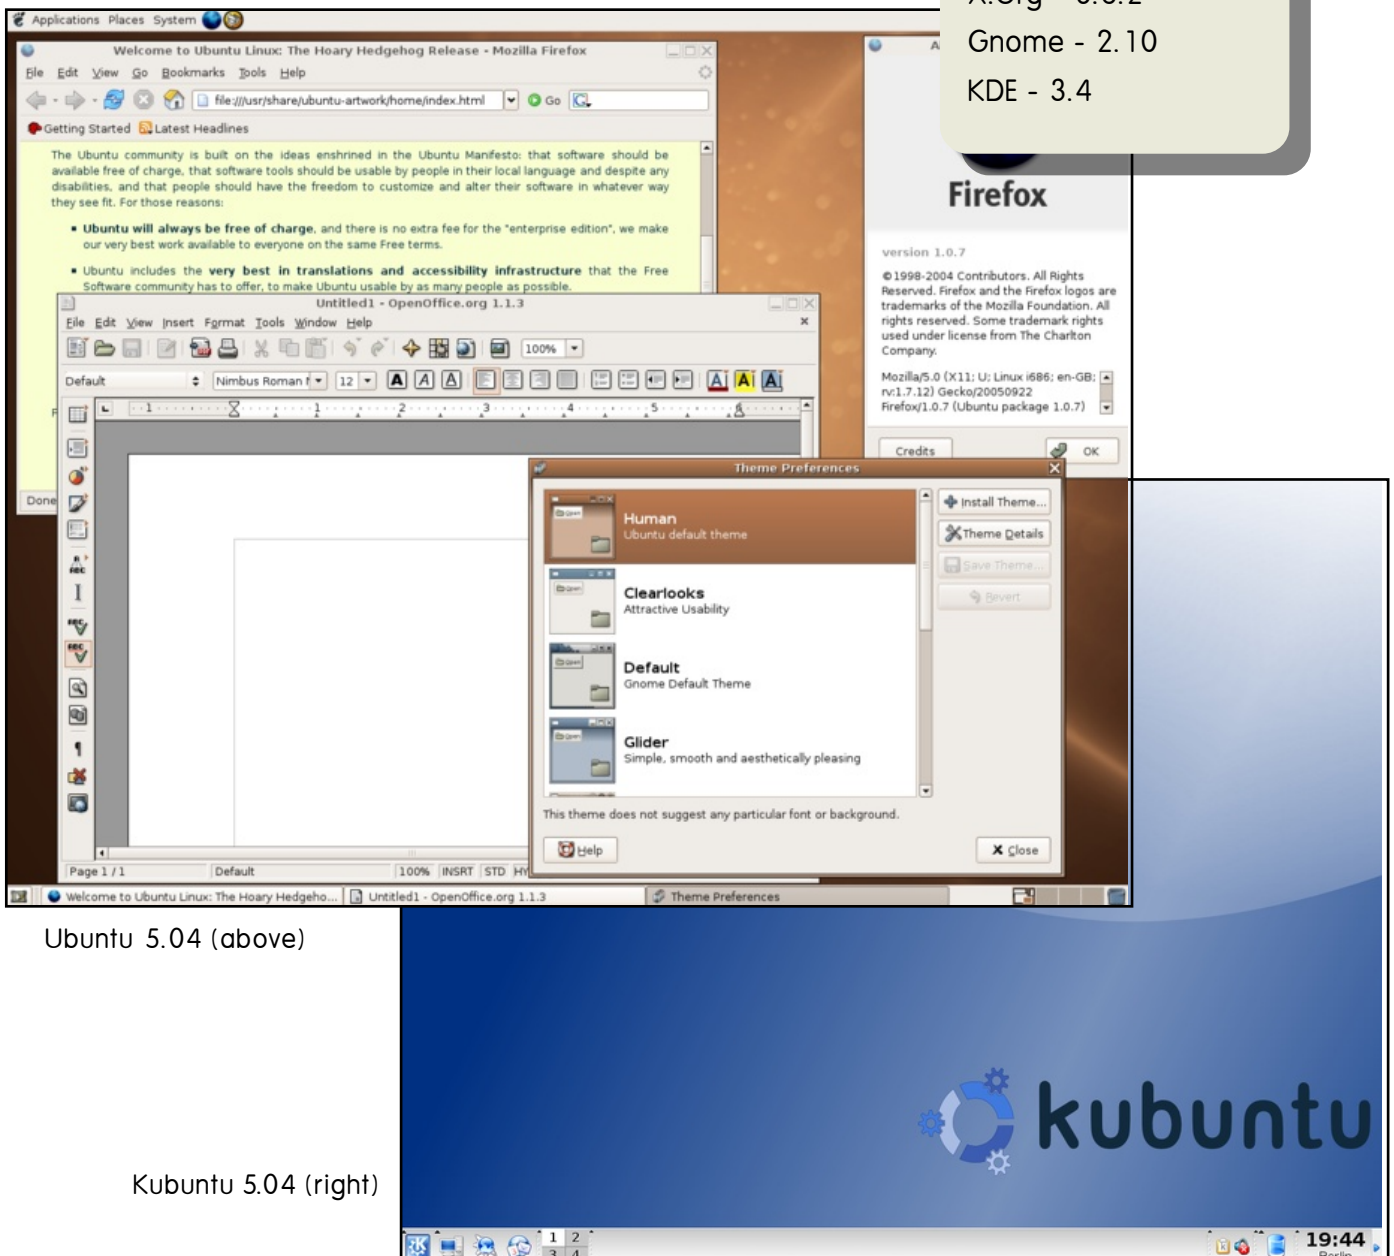 X.Org - 6.8.2
Gnome - 2.10
KDE - 3.4
Applications Places System
Welcome to Ubuntu Linux: The Hoary Hedgehog Release - Mozilla Firefox
File Edit View Go Bookmarks Tools Help
file:///usr/share/ubuntu-artwork/home/index.html Go
Getting Started Latest Headlines
The Ubuntu community is built on the ideas enshrined in the Ubuntu Manifesto: that software should be
available free of charge, that software tools should be usable by people in their local language and despite any
disabilities, and that people should have the freedom to customize and alter their software in whatever way
they see fit. For those reasons:
Ubuntu will always be free of charge, and there is no extra fee for the "enterprise edition", we make
our very best work available to everyone on the same Free terms.
Ubuntu includes the very best in translations and accessibility infrastructure that the Free
Software community has to offer, to make Ubuntu usable by as many people as possible.
Done
Firefox
version 1.0.7
©1998-2004 Contributors. All Rights
Reserved. Firefox and the Firefox logos are
trademarks of the Mozilla Foundation. All
rights reserved. Some trademark rights
used under license from The Charlton
Company.
Mozilla/5.0 (X11; U; Linux i686; en-GB;
rv:1.7.12) Gecko/20050922
Firefox/1.0.7 (Ubuntu package 1.0.7)
Credits OK
Untitled1 - OpenOffice.org 1.1.3
File Edit View Insert Format Tools Window Help
100%
Default Nimbus Roman 12 A A A A A A
1 1 2 3 4 5 6
Page 1 / 1 Default 100% INSRT STD HY
Theme Preferences
Human
Ubuntu default theme
Clearlooks
Attractive Usability
Default
Gnome Default Theme
Glider
Simple, smooth and aesthetically pleasing
Install Theme...
Theme Details
Save Theme...
Revert
This theme does not suggest any particular font or background.
Help Close
Welcome to Ubuntu Linux: The Hoary Hedgeho... Untitled1 - OpenOffice.org 1.1.3 Theme Preferences
Ubuntu 5.04 (above)
kubuntu
Kubuntu 5.04 (right)
1 2
3 4
19:44
Berlin